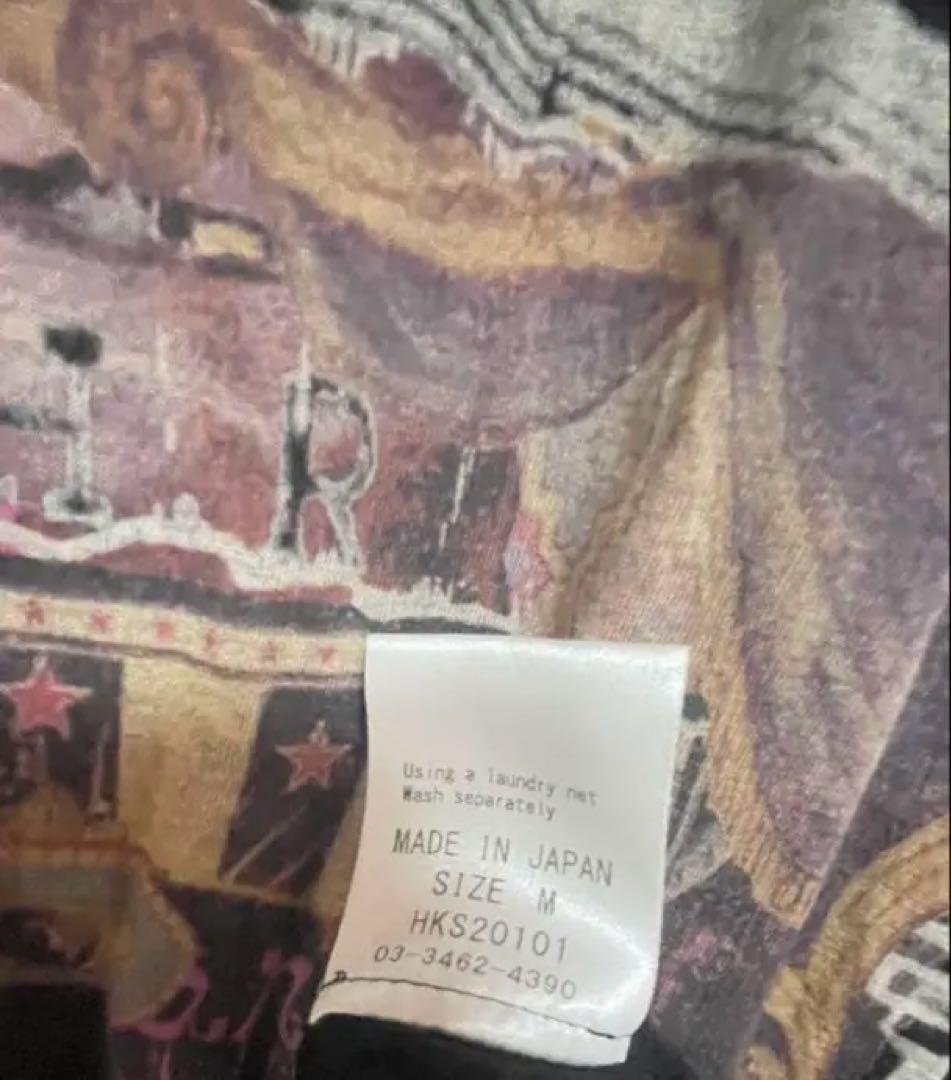 R
Using a laundry net
Wash separately
MADE IN JAPAN
SIZE M
HKS20101
03-3462-4390